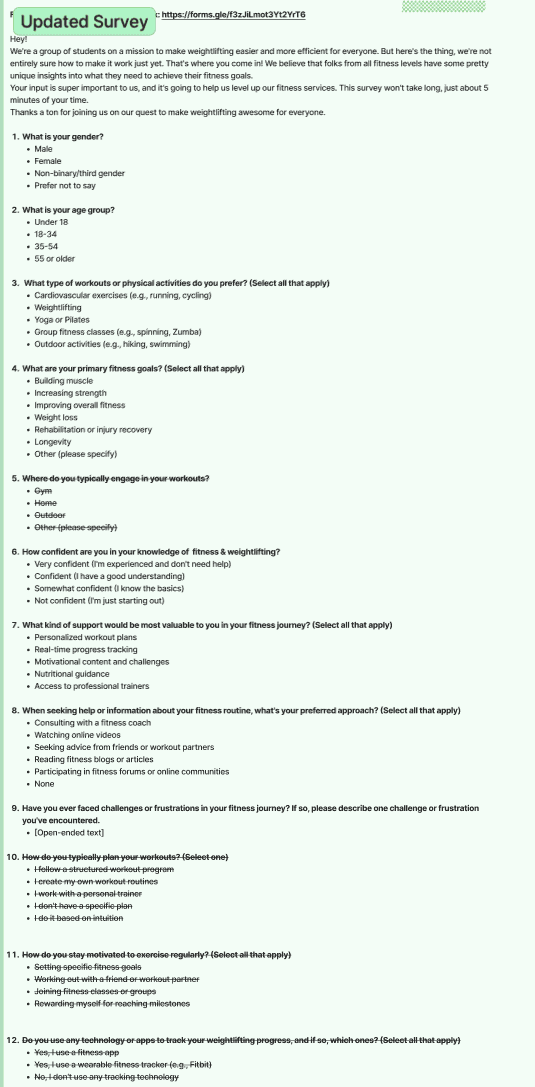 Updated Survey
: https://forms.gle/f3zJiLmot3Yt2YrT6
Hey!
We're a group of students on a mission to make weightlifting easier and more efficient for everyone. But here's the thing, we're not
entirely sure how to make it work just yet. That's where you come in! We believe that folks from all fitness levels have some pretty
unique insights into what they need to achieve their fitness goals.
Your input is super important to us, and it's going to help us level up our fitness services. This survey won't take long, just about 5
minutes of your time.
Thanks a ton for joining us on our quest to make weightlifting awesome for everyone.
1. What is your gender?
• Male
• Female
• Non-binary/third gender
• Prefer not to say
2. What is your age group?
• Under 18
• 18-34
• 35-54
• 55 or older
3. What type of workouts or physical activities do you prefer? (Select all that apply)
• Cardiovascular exercises (e.g., running, cycling)
• Weightlifting
• Yoga or Pilates
• Group fitness classes (e.g., spinning, Zumba)
• Outdoor activities (e.g., hiking, swimming)
4. What are your primary fitness goals? (Select all that apply)
• Building muscle
• Increasing strength
• Improving overall fitness
• Weight loss
• Rehabilitation or injury recovery
• Longevity
• Other (please specify)
5. Where do you typically engage in your workouts?
• Gym
• Home
• Outdoor
• Other (please specify)
6. How confident are you in your knowledge of fitness & weightlifting?
• Very confident (I'm experienced and don't need help)
• Confident (I have a good understanding)
• Somewhat confident (I know the basics)
• Not confident (I'm just starting out)
7. What kind of support would be most valuable to you in your fitness journey? (Select all that apply)
• Personalized workout plans
• Real-time progress tracking
• Motivational content and challenges
• Nutritional guidance
• Access to professional trainers
8. When seeking help or information about your fitness routine, what's your preferred approach? (Select all that apply)
• Consulting with a fitness coach
• Watching online videos
• Seeking advice from friends or workout partners
• Reading fitness blogs or articles
• Participating in fitness forums or online communities
• None
9. Have you ever faced challenges or frustrations in your fitness journey? If so, please describe one challenge or frustration
you've encountered.
• [Open-ended text]
10. How do you typically plan your workouts? (Select one)
• I follow a structured workout program
• I create my own workout routines
• I work with a personal trainer
• I don't have a specific plan
• I do it based on intuition
11. How do you stay motivated to exercise regularly? (Select all that apply)
• Setting specific fitness goals
• Working out with a friend or workout partner
• Joining fitness classes or groups
• Rewarding myself for reaching milestones
12. Do you use any technology or apps to track your weightlifting progress, and if so, which ones? (Select all that apply)
• Yes, I use a fitness app
• Yes, I use a wearable fitness tracker (e.g., Fitbit)
• No, I don't use any tracking technology